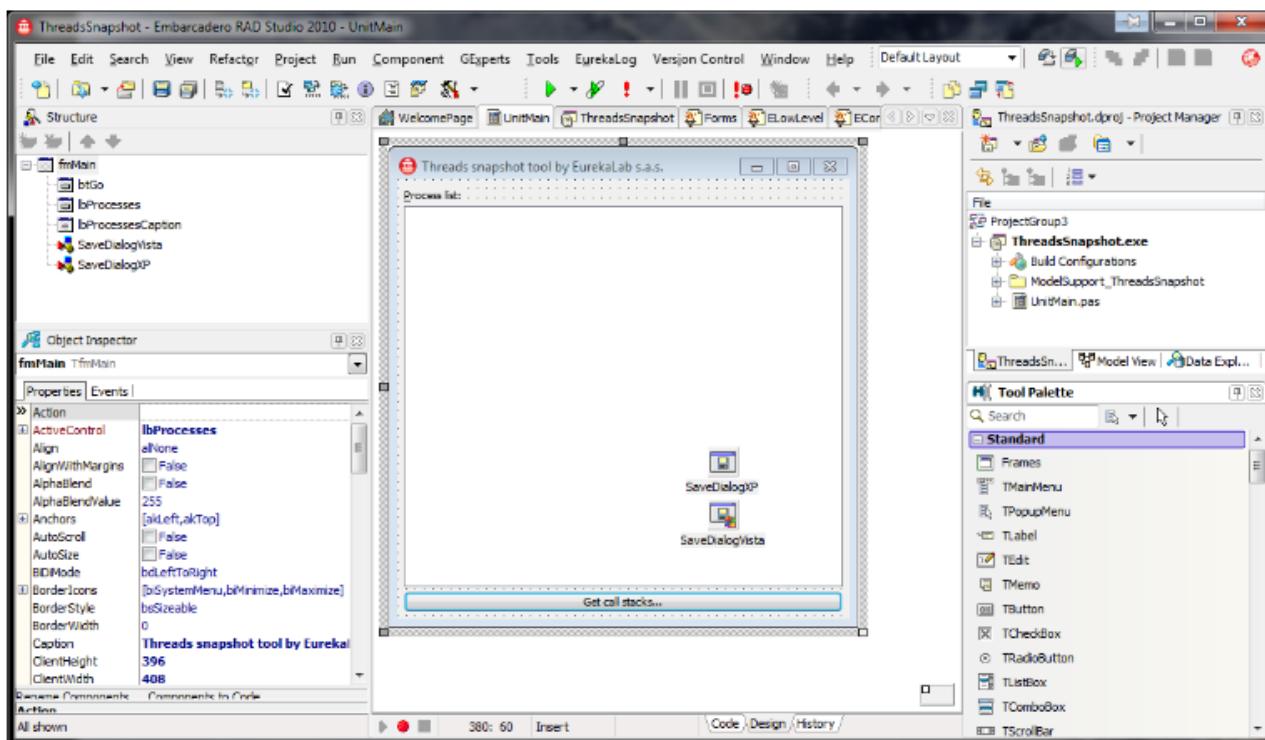 ThreadsSnapshot - Embarcadero RAD Studio 2010 - UnitMain
File Edit Search View Refactor Project Run Component GExperts Tools EurekaLog Version Control Window Help Default Layout
Structure
fmMain
btGo
lbProcesses
lbProcessesCaption
SaveDialogVista
SaveDialogXP
Object Inspector
fmMain TfmMain
Properties Events
Action
ActiveControl lbProcesses
Align alNone
AlignWithMargins False
AlphaBlend False
AlphaBlendValue 255
Anchors [akLeft,akTop]
AutoScroll False
AutoSize False
BiDiMode bdLeftToRight
BorderIcons [biSystemMenu,biMinimize,biMaximize]
BorderStyle bsSizeable
BorderWidth 0
Caption Threads snapshot tool by Eurekal
ClientHeight 396
ClientWidth 408
Rename Components Components to Code
Action
All shown
WelcomePage UnitMain ThreadsSnapshot Forms ELowLevel ECor
Threads snapshot tool by EurekaLab s.a.s.
Process list:
SaveDialogXP
SaveDialogVista
Get call stacks...
380: 60 Insert Code Design History
ThreadsSnapshot.dproj - Project Manager
File
ProjectGroup3
ThreadsSnapshot.exe
Build Configurations
ModelSupport_ThreadsSnapshot
UnitMain.pas
ThreadsSn... Model View Data Expl...
Tool Palette
Search
Standard
Frames
TMainMenu
TPopupMenu
TLabel
TEdit
TMemo
TButton
TCheckBox
TRadioButton
TListBox
TComboBox
TScrollBar